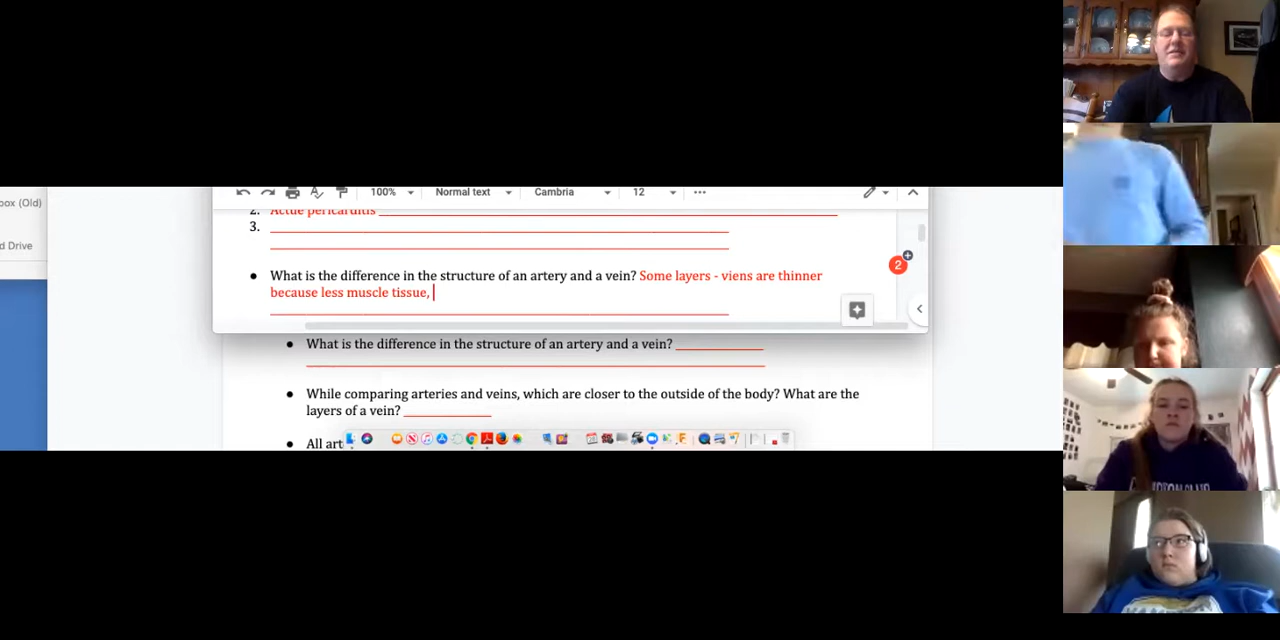 box (Old)
d Drive
100%
Normal text
Cambria
12
2. Actue pericarditis
3.
What is the difference in the structure of an artery and a vein? Some layers - viens are thinner
because less muscle tissue,
2
What is the difference in the structure of an artery and a vein?
While comparing arteries and veins, which are closer to the outside of the body? What are the
layers of a vein?
All art